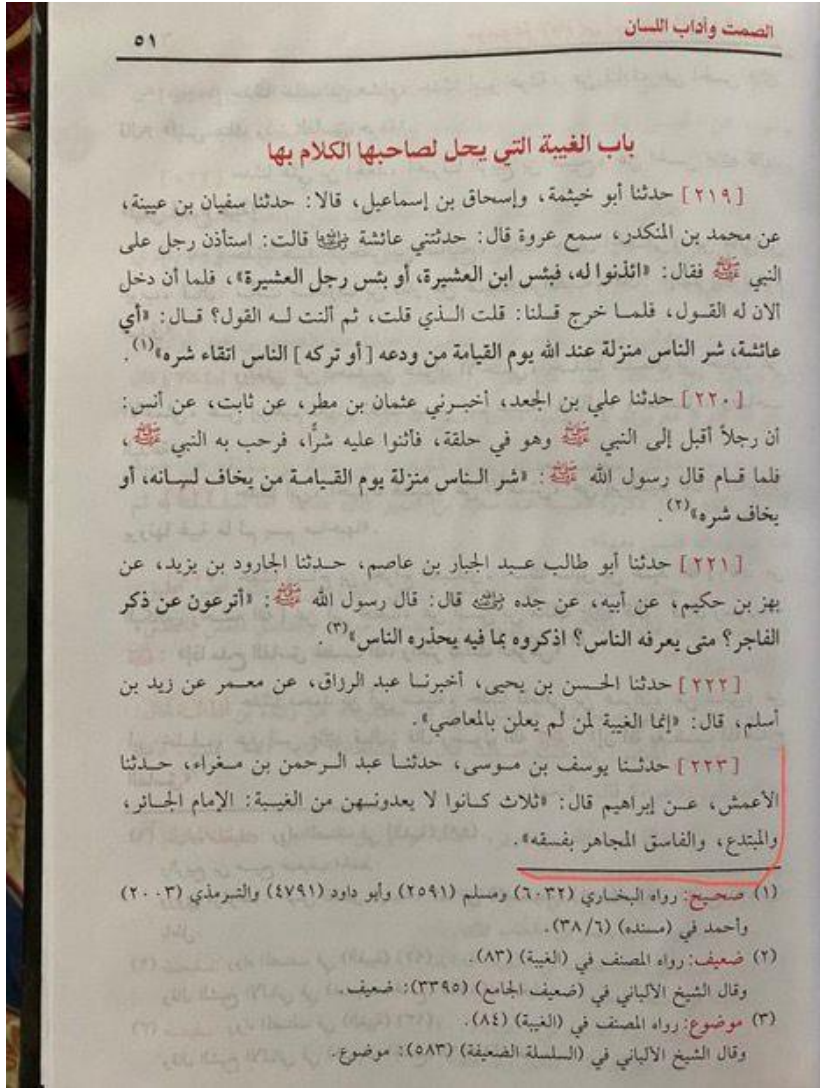 الصمت وآداب اللسان
٥١
باب الغيبة التي يحل لصاحبها الكلام بها
[٢١٩] حدثنا أبو خيثمة، وإسحاق بن إسماعيل، قالا: حدثنا سفيان بن عيينة،
عن محمد بن المنكدر، سمع عروة قال: حدثتني عائشة رضي الله عنها قالت: استأذن رجل على
النبي ﷺ فقال: «ائذنوا له، فبئس ابن العشيرة، أو بئس رجل العشيرة»، فلما أن دخل
ألان له القول، فلما خرج قلنا: قلت الذي قلت، ثم ألنت له القول؟ قال: «أي
عائشة، شر الناس منزلة عند الله يوم القيامة من ودعه [أو تركه] الناس اتقاء شره»(١).
[٢٢٠] حدثنا علي بن الجعد، أخبرني عثمان بن مطر، عن ثابت، عن أنس:
أن رجلاً أقبل إلى النبي ﷺ وهو في حلقة، فأثنوا عليه شرًّا، فرحب به النبي ﷺ،
فلما قام قال رسول الله ﷺ: «شر الناس منزلة يوم القيامة من يخاف لسانه، أو
يخاف شره»(٢).
[٢٢١] حدثنا أبو طالب عبد الجبار بن عاصم، حدثنا الجارود بن يزيد، عن
بهز بن حكيم، عن أبيه، عن جده رضي الله عنه قال: قال رسول الله ﷺ: «أترعون عن ذكر
الفاجر؟ متى يعرفه الناس؟ اذكروه بما فيه يحذره الناس»(٣).
[٢٢٢] حدثنا الحسن بن يحيى، أخبرنا عبد الرزاق، عن معمر عن زيد بن
أسلم، قال: «إنما الغيبة لمن لم يعلن بالمعاصي».
[٢٢٣] حدثنا يوسف بن موسى، حدثنا عبد الرحمن بن مغراء، حدثنا
الأعمش، عن إبراهيم قال: «ثلاث كانوا لا يعدونهن من الغيبة: الإمام الجائر،
والمبتدع، والفاسق المجاهر بفسقه».
(١) صحيح: رواه البخاري (٦٠٣٢) ومسلم (٢٥٩١) وأبو داود (٤٧٩١) والترمذي (٢٠٠٣)
وأحمد في (مسنده) (٣٨/٦).
(٢) ضعيف: رواه المصنف في (الغيبة) (٨٣).
وقال الشيخ الألباني في (ضعيف الجامع) (٣٣٩٥): ضعيف.
(٣) موضوع: رواه المصنف في (الغيبة) (٨٤).
وقال الشيخ الألباني في (السلسلة الضعيفة) (٥٨٣): موضوع.